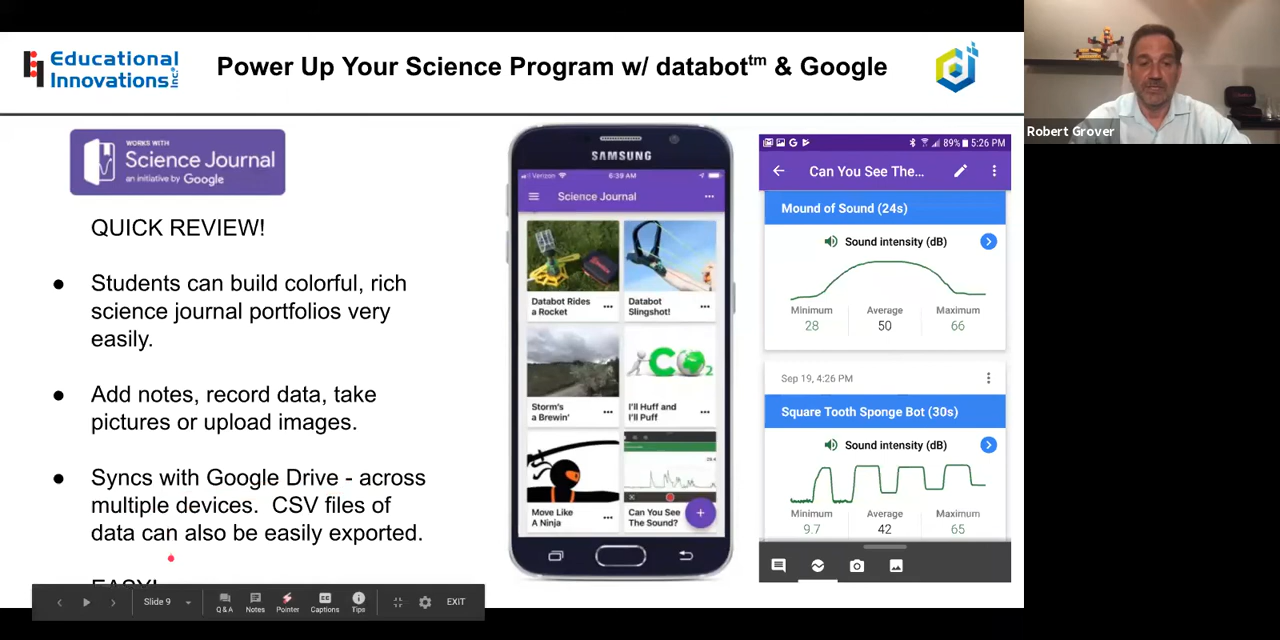 Educational
Innovations Inc.
Power Up Your Science Program w/ databot™ & Google
Robert Grover
WORKS WITH
Science Journal
an initiative by Google
QUICK REVIEW!
● Students can build colorful, rich
science journal portfolios very
easily.
● Add notes, record data, take
pictures or upload images.
● Syncs with Google Drive - across
multiple devices. CSV files of
data can also be easily exported.
EASY!
SAMSUNG
Verizon 6:39 AM
Science Journal
Databot Rides
a Rocket
Databot
Slingshot!
CO2
Storm's
a Brewin'
I'll Huff and
I'll Puff
Move Like
A Ninja
Can You See
The Sound?
89% 5:26 PM
Can You See The...
Mound of Sound (24s)
Sound intensity (dB)
Minimum Average Maximum
28 50 66
Sep 19, 4:26 PM
Square Tooth Sponge Bot (30s)
Sound intensity (dB)
Minimum Average Maximum
9.7 42 65
Slide 9
Q&A
Notes
Pointer
Captions
Tips
EXIT